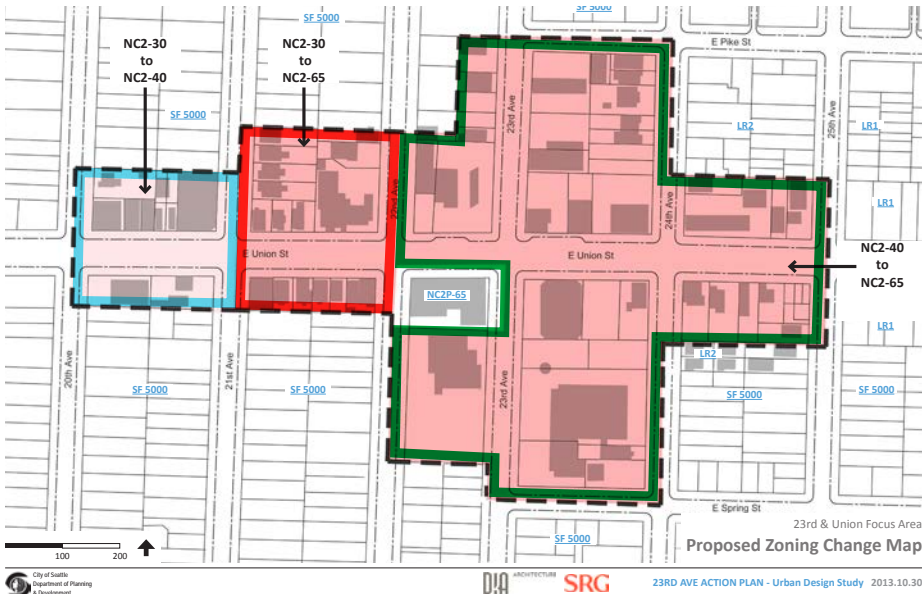 SF 5000
SF 5000
NC2-30
to
NC2-40
NC2-30
to
NC2-65
E Pike St
SF 5000
23rd Ave
LR2
25th Ave
LR1
LR1
22nd Ave
24th Ave
LR1
E Union St
E Union St
NC2-40
to
NC2-65
NC2P-65
20th Ave
21st Ave
LR1
LR2
SF 5000
SF 5000
23rd Ave
SF 5000
SF 5000
E Spring St
23rd & Union Focus Area
SF 5000
Proposed Zoning Change Map
100 200
City of Seattle
Department of Planning
& Development
DIA ARCHITECTURE SRG 23RD AVE ACTION PLAN - Urban Design Study 2013.10.30